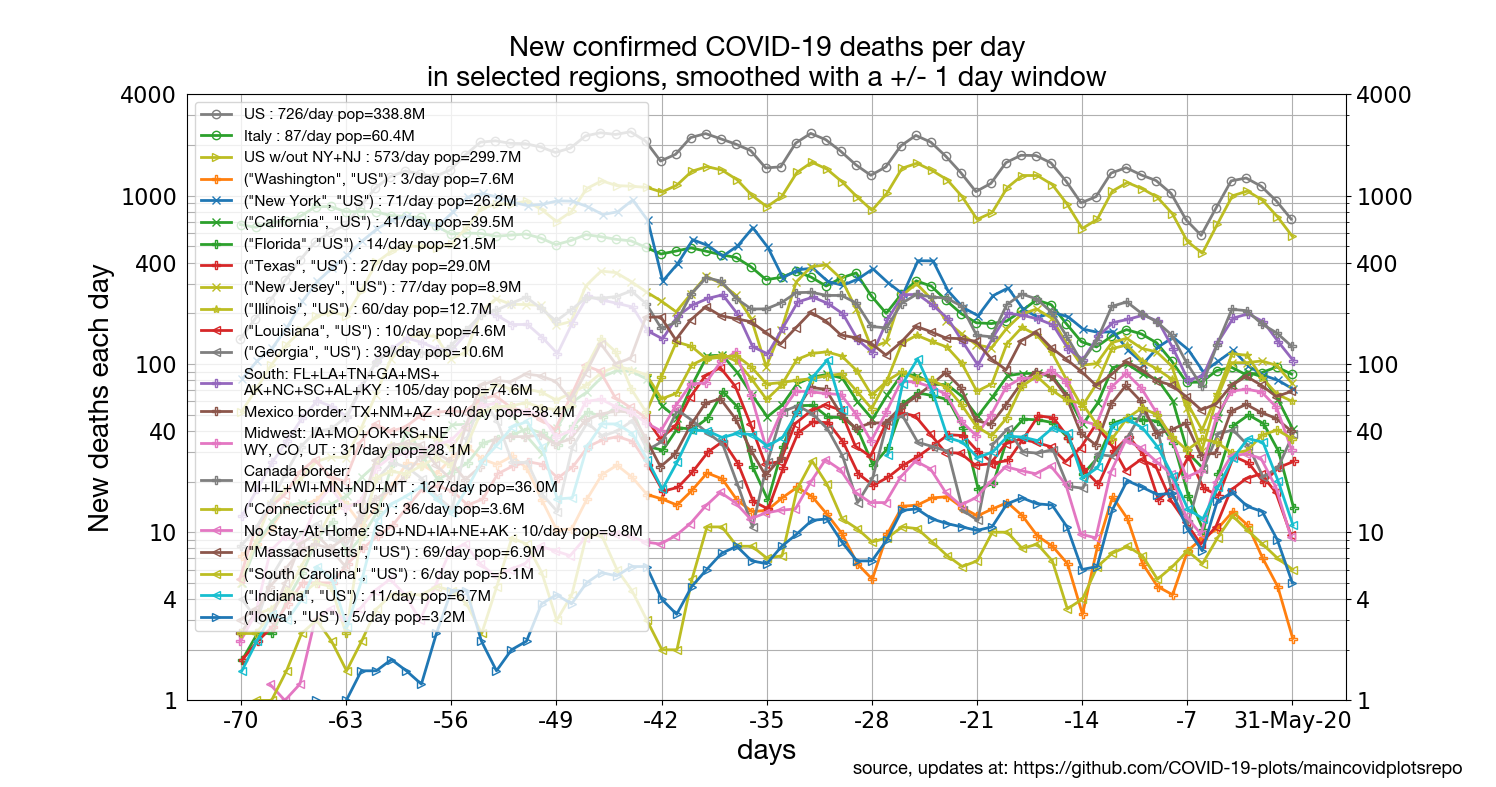 New confirmed COVID-19 deaths per day
in selected regions, smoothed with a +/- 1 day window
4000
1000
400
100
40
10
4
1
New deaths each day
US : 726/day pop=338.8M
Italy : 87/day pop=60.4M
US w/out NY+NJ : 573/day pop=299.7M
("Washington", "US") : 3/day pop=7.6M
("New York", "US") : 71/day pop=26.2M
("California", "US") : 41/day pop=39.5M
("Florida", "US") : 14/day pop=21.5M
("Texas", "US") : 27/day pop=29.0M
("New Jersey", "US") : 77/day pop=8.9M
("Illinois", "US") : 60/day pop=12.7M
("Louisiana", "US") : 10/day pop=4.6M
("Georgia", "US") : 39/day pop=10.6M
South: FL+LA+TN+GA+MS+
AK+NC+SC+AL+KY : 105/day pop=74.6M
Mexico border: TX+NM+AZ : 40/day pop=38.4M
Midwest: IA+MO+OK+KS+NE
WY, CO, UT : 31/day pop=28.1M
Canada border:
MI+IL+WI+MN+ND+MT : 127/day pop=36.0M
("Connecticut", "US") : 36/day pop=3.6M
No Stay-At-Home: SD+ND+IA+NE+AK : 10/day pop=9.8M
("Massachusetts", "US") : 69/day pop=6.9M
("South Carolina", "US") : 6/day pop=5.1M
("Indiana", "US") : 11/day pop=6.7M
("Iowa", "US") : 5/day pop=3.2M
4000
1000
400
100
40
10
4
1
-70 -63 -56 -49 -42 -35 -28 -21 -14 -7 31-May-20
days
source, updates at: https://github.com/COVID-19-plots/maincovidplotsrepo